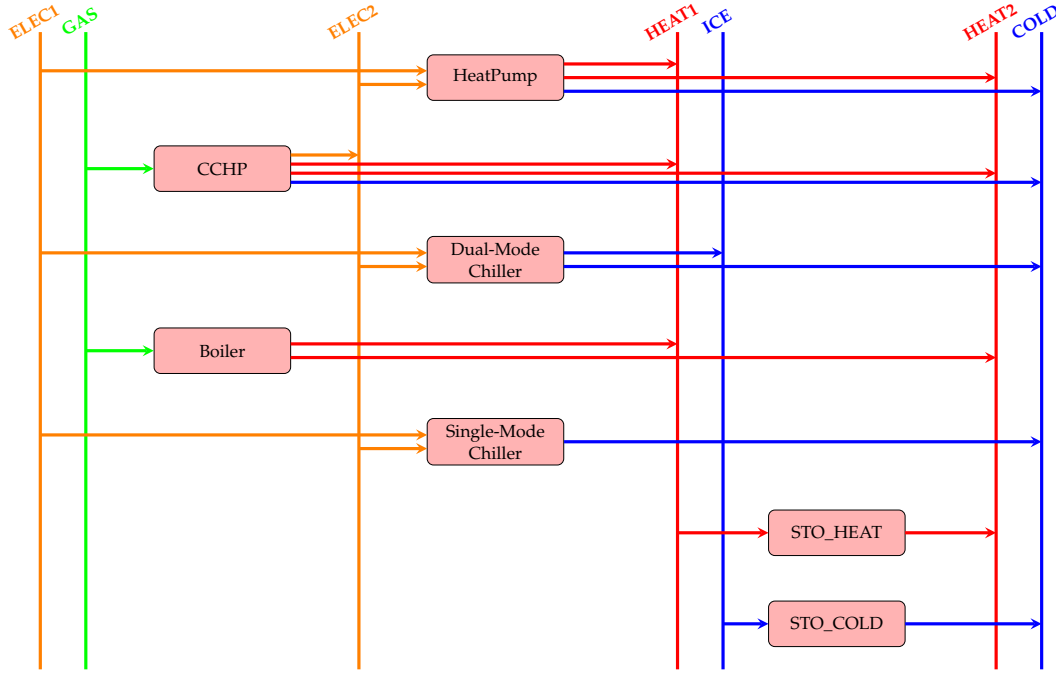 ELEC1
GAS
ELEC2
HEAT1
ICE
HEAT2
COLD
HeatPump
CCHP
Dual-Mode
Chiller
Boiler
Single-Mode
Chiller
STO_HEAT
STO_COLD